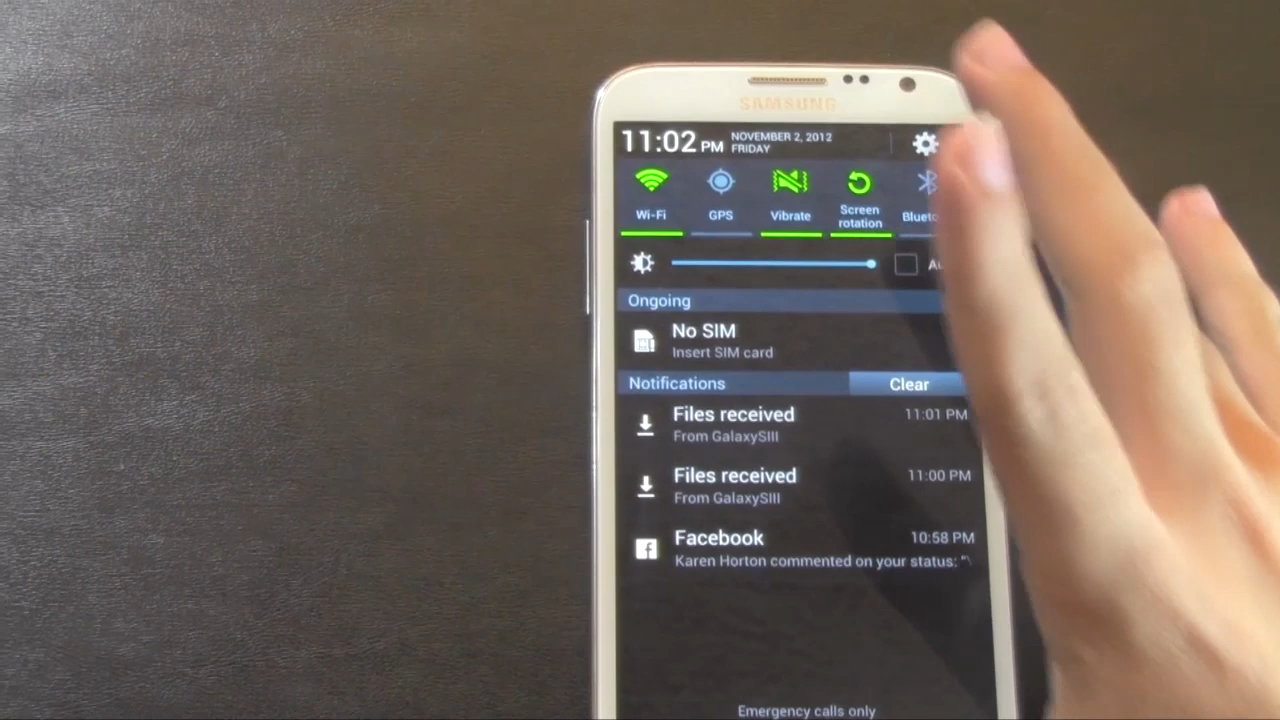 SAMSUNG
11:02 PM
NOVEMBER 2, 2012
FRIDAY
Wi-Fi
GPS
Vibrate
Screen
rotation
Ongoing
No SIM
Insert SIM card
Notifications Clear
Files received 11:01 PM
From GalaxySIII
Files received 11:00 PM
From GalaxySIII
Facebook 10:58 PM
Karen Horton commented on your status: "
Emergency calls only